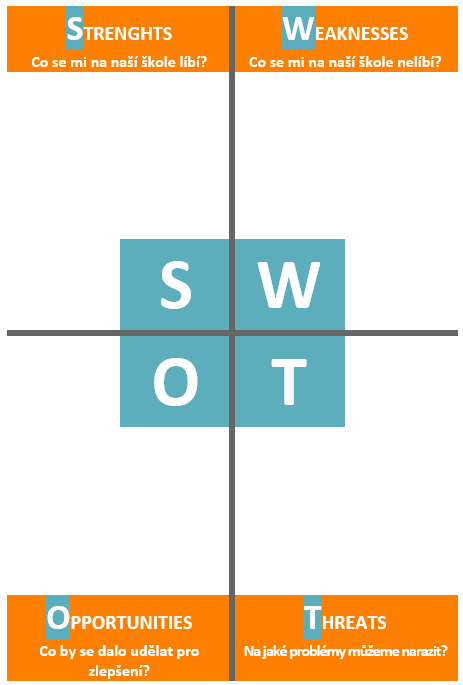 STRENGHTS
Co se mi na naší škole líbí?
WEAKNESSES
Co se mi na naší škole nelíbí?
S W
O T
OPPORTUNITIES
Co by se dalo udělat pro
zlepšení?
THREATS
Na jaké problémy můžeme narazit?